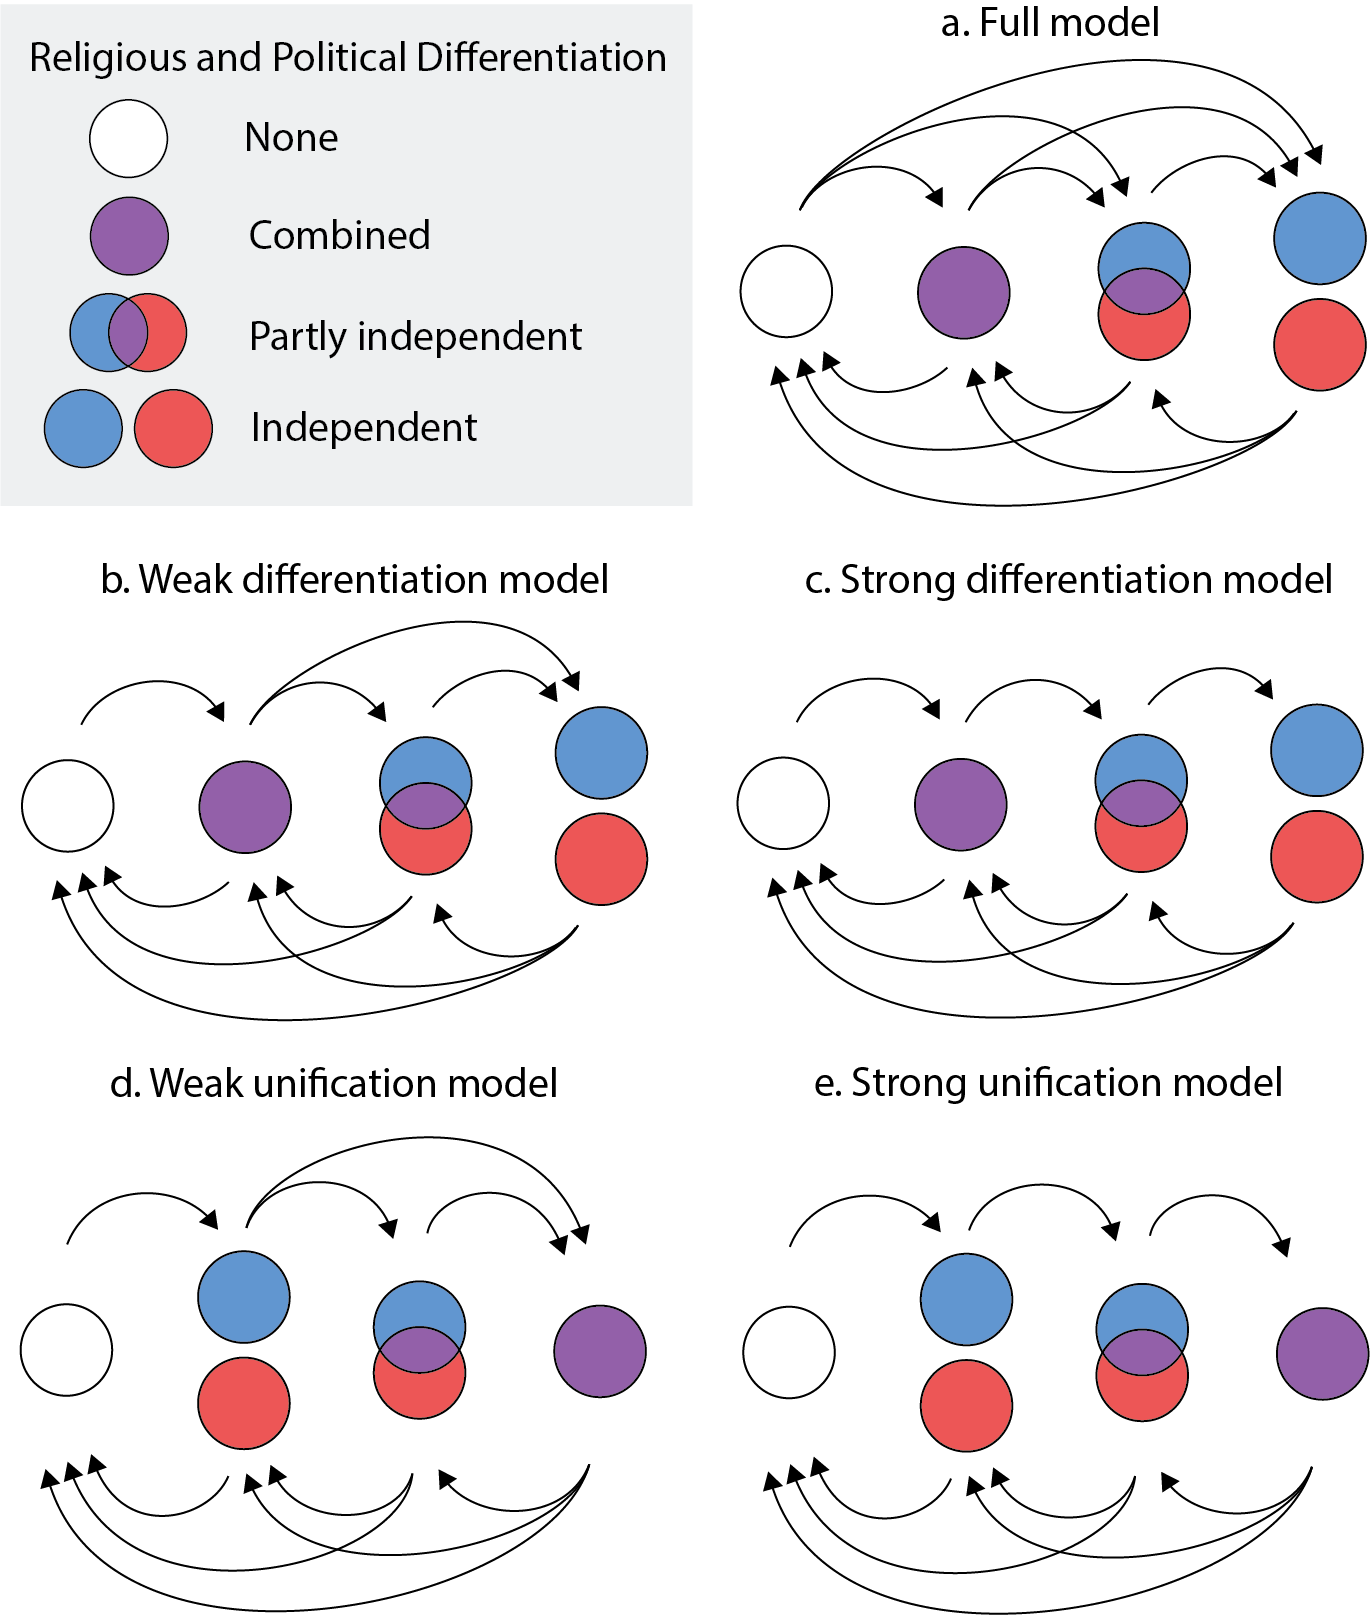 Religious and Political Differentiation
None
Combined
Partly independent
Independent
a. Full model
b. Weak differentiation model
c. Strong differentiation model
d. Weak unification model
e. Strong unification model